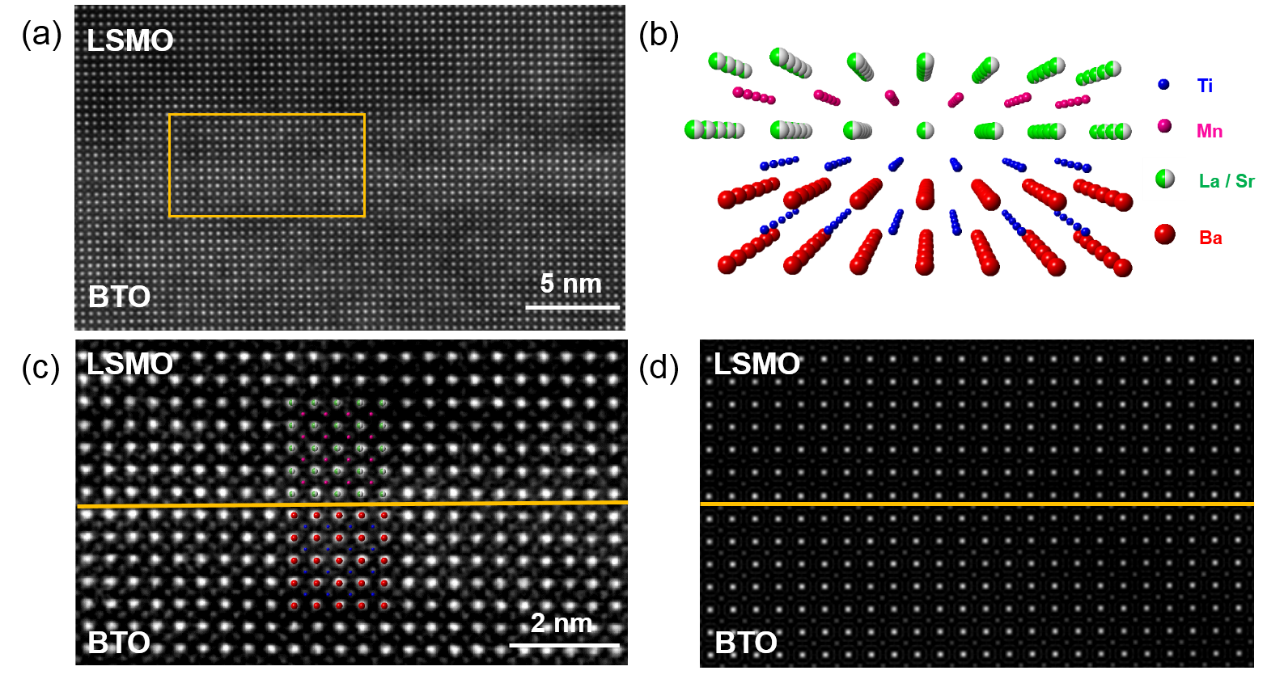 (a)
LSMO
BTO
5 nm
(b)
Ti
Mn
La / Sr
Ba
(c)
LSMO
BTO
2 nm
(d)
LSMO
BTO